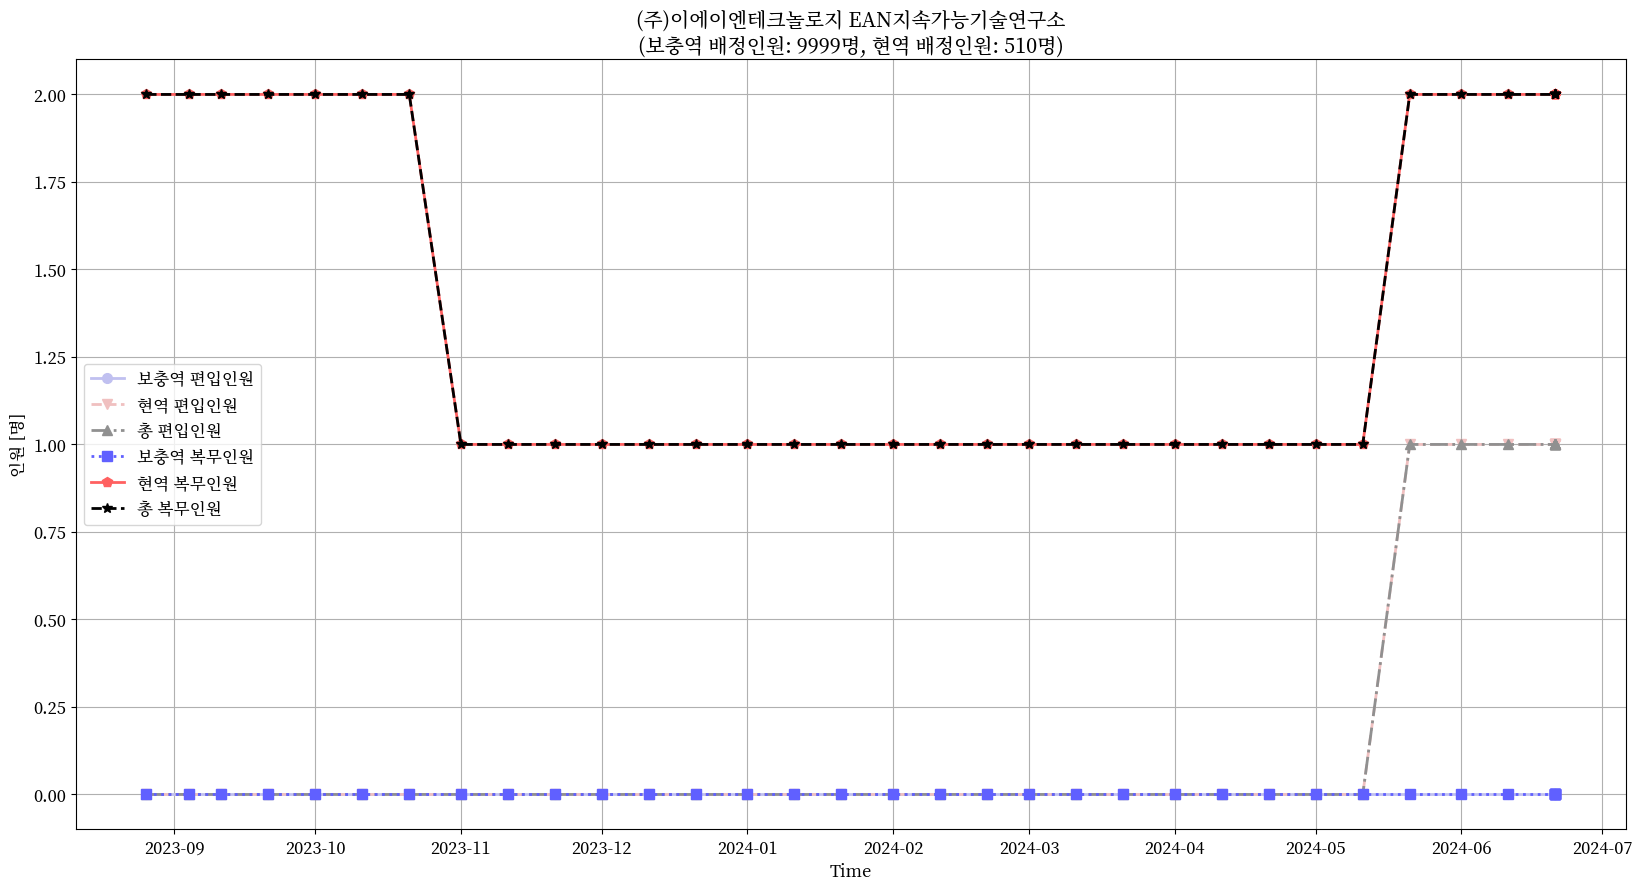 (주)이에이엔테크놀로지 EAN지속가능기술연구소
(보충역 배정인원: 9999명, 현역 배정인원: 510명)
인원 [명]
2.00
1.75
1.50
1.25
1.00
0.75
0.50
0.25
0.00
보충역 편입인원
현역 편입인원
총 편입인원
보충역 복무인원
현역 복무인원
총 복무인원
2023-09
2023-10
2023-11
2023-12
2024-01
2024-02
2024-03
2024-04
2024-05
2024-06
2024-07
Time